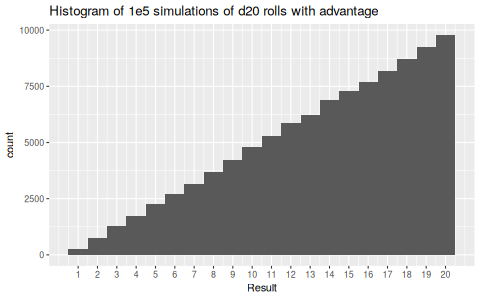 Histogram of 1e5 simulations of d20 rolls with advantage
10000
7500
5000
2500
0
count
1 2 3 4 5 6 7 8 9 10 11 12 13 14 15 16 17 18 19 20
Result